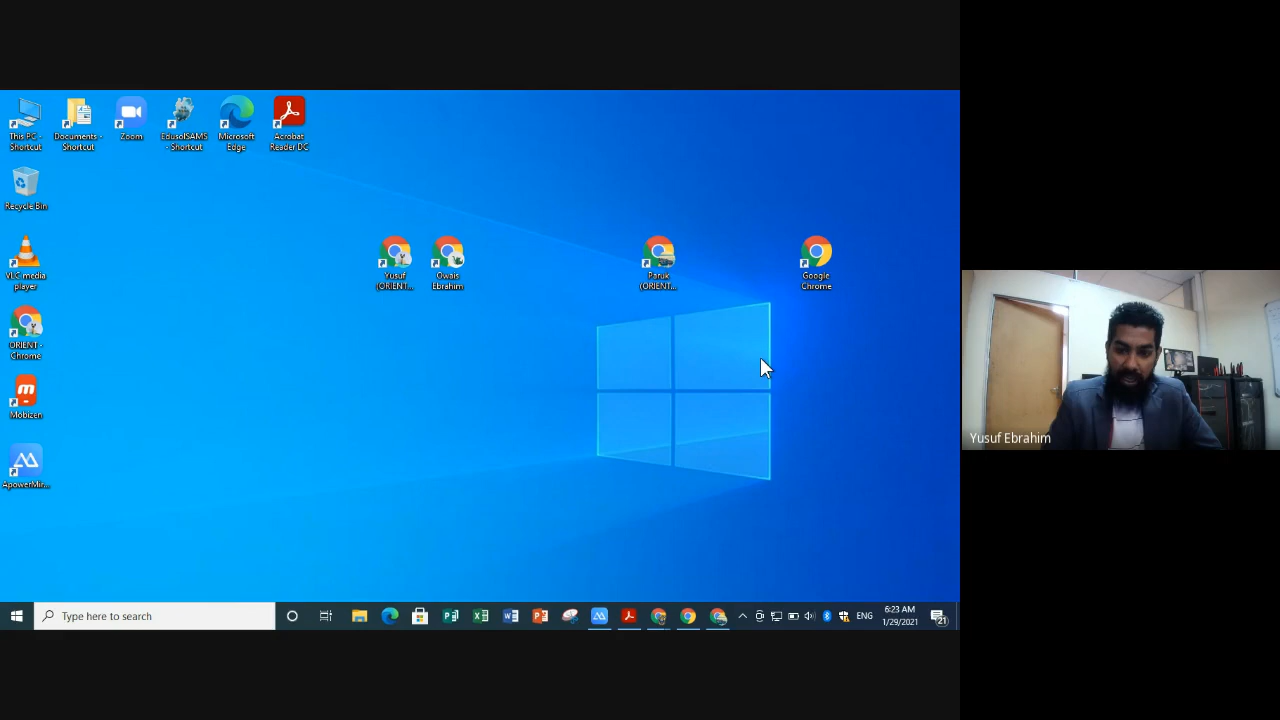 This PC -
Shortcut
Documents -
Shortcut
Zoom
EdusolSAMS
- Shortcut
Microsoft
Edge
Acrobat
Reader DC
Recycle Bin
VLC media
player
ORIENT -
Chrome
Mobizen
ApowerMir...
Yusuf
(ORIENT...
Owais
Ebrahim
Paruk
(ORIENT...
Google
Chrome
Yusuf Ebrahim
Type here to search
ENG
6:23 AM
1/29/2021
21